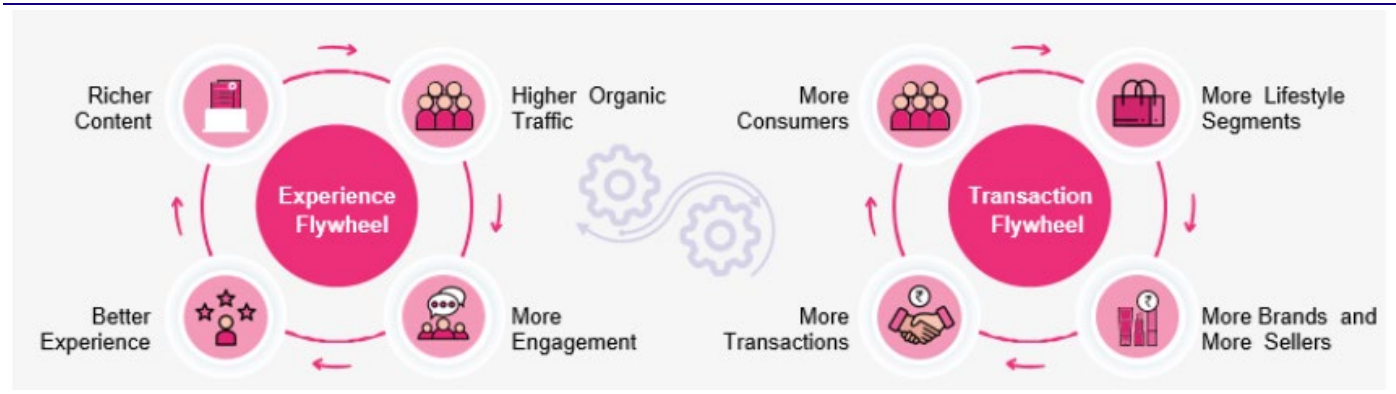 Richer
Content
Higher Organic
Traffic
Experience
Flywheel
Better
Experience
More
Engagement
More
Consumers
More Lifestyle
Segments
Transaction
Flywheel
₹
More
Transactions
₹
More Brands and
More Sellers